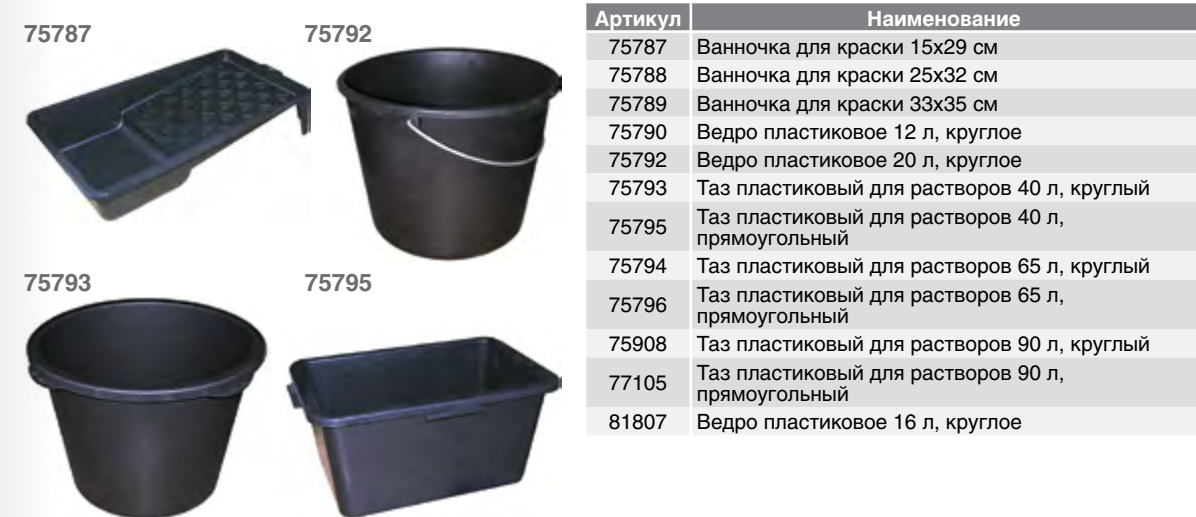 75787
75792
75793
75795
Артикул Наименование
75787 Ванночка для краски 15х29 см
75788 Ванночка для краски 25х32 см
75789 Ванночка для краски 33х35 см
75790 Ведро пластиковое 12 л, круглое
75792 Ведро пластиковое 20 л, круглое
75793 Таз пластиковый для растворов 40 л, круглый
75795 Таз пластиковый для растворов 40 л,
прямоугольный
75794 Таз пластиковый для растворов 65 л, круглый
75796 Таз пластиковый для растворов 65 л,
прямоугольный
75908 Таз пластиковый для растворов 90 л, круглый
77105 Таз пластиковый для растворов 90 л,
прямоугольный
81807 Ведро пластиковое 16 л, круглое